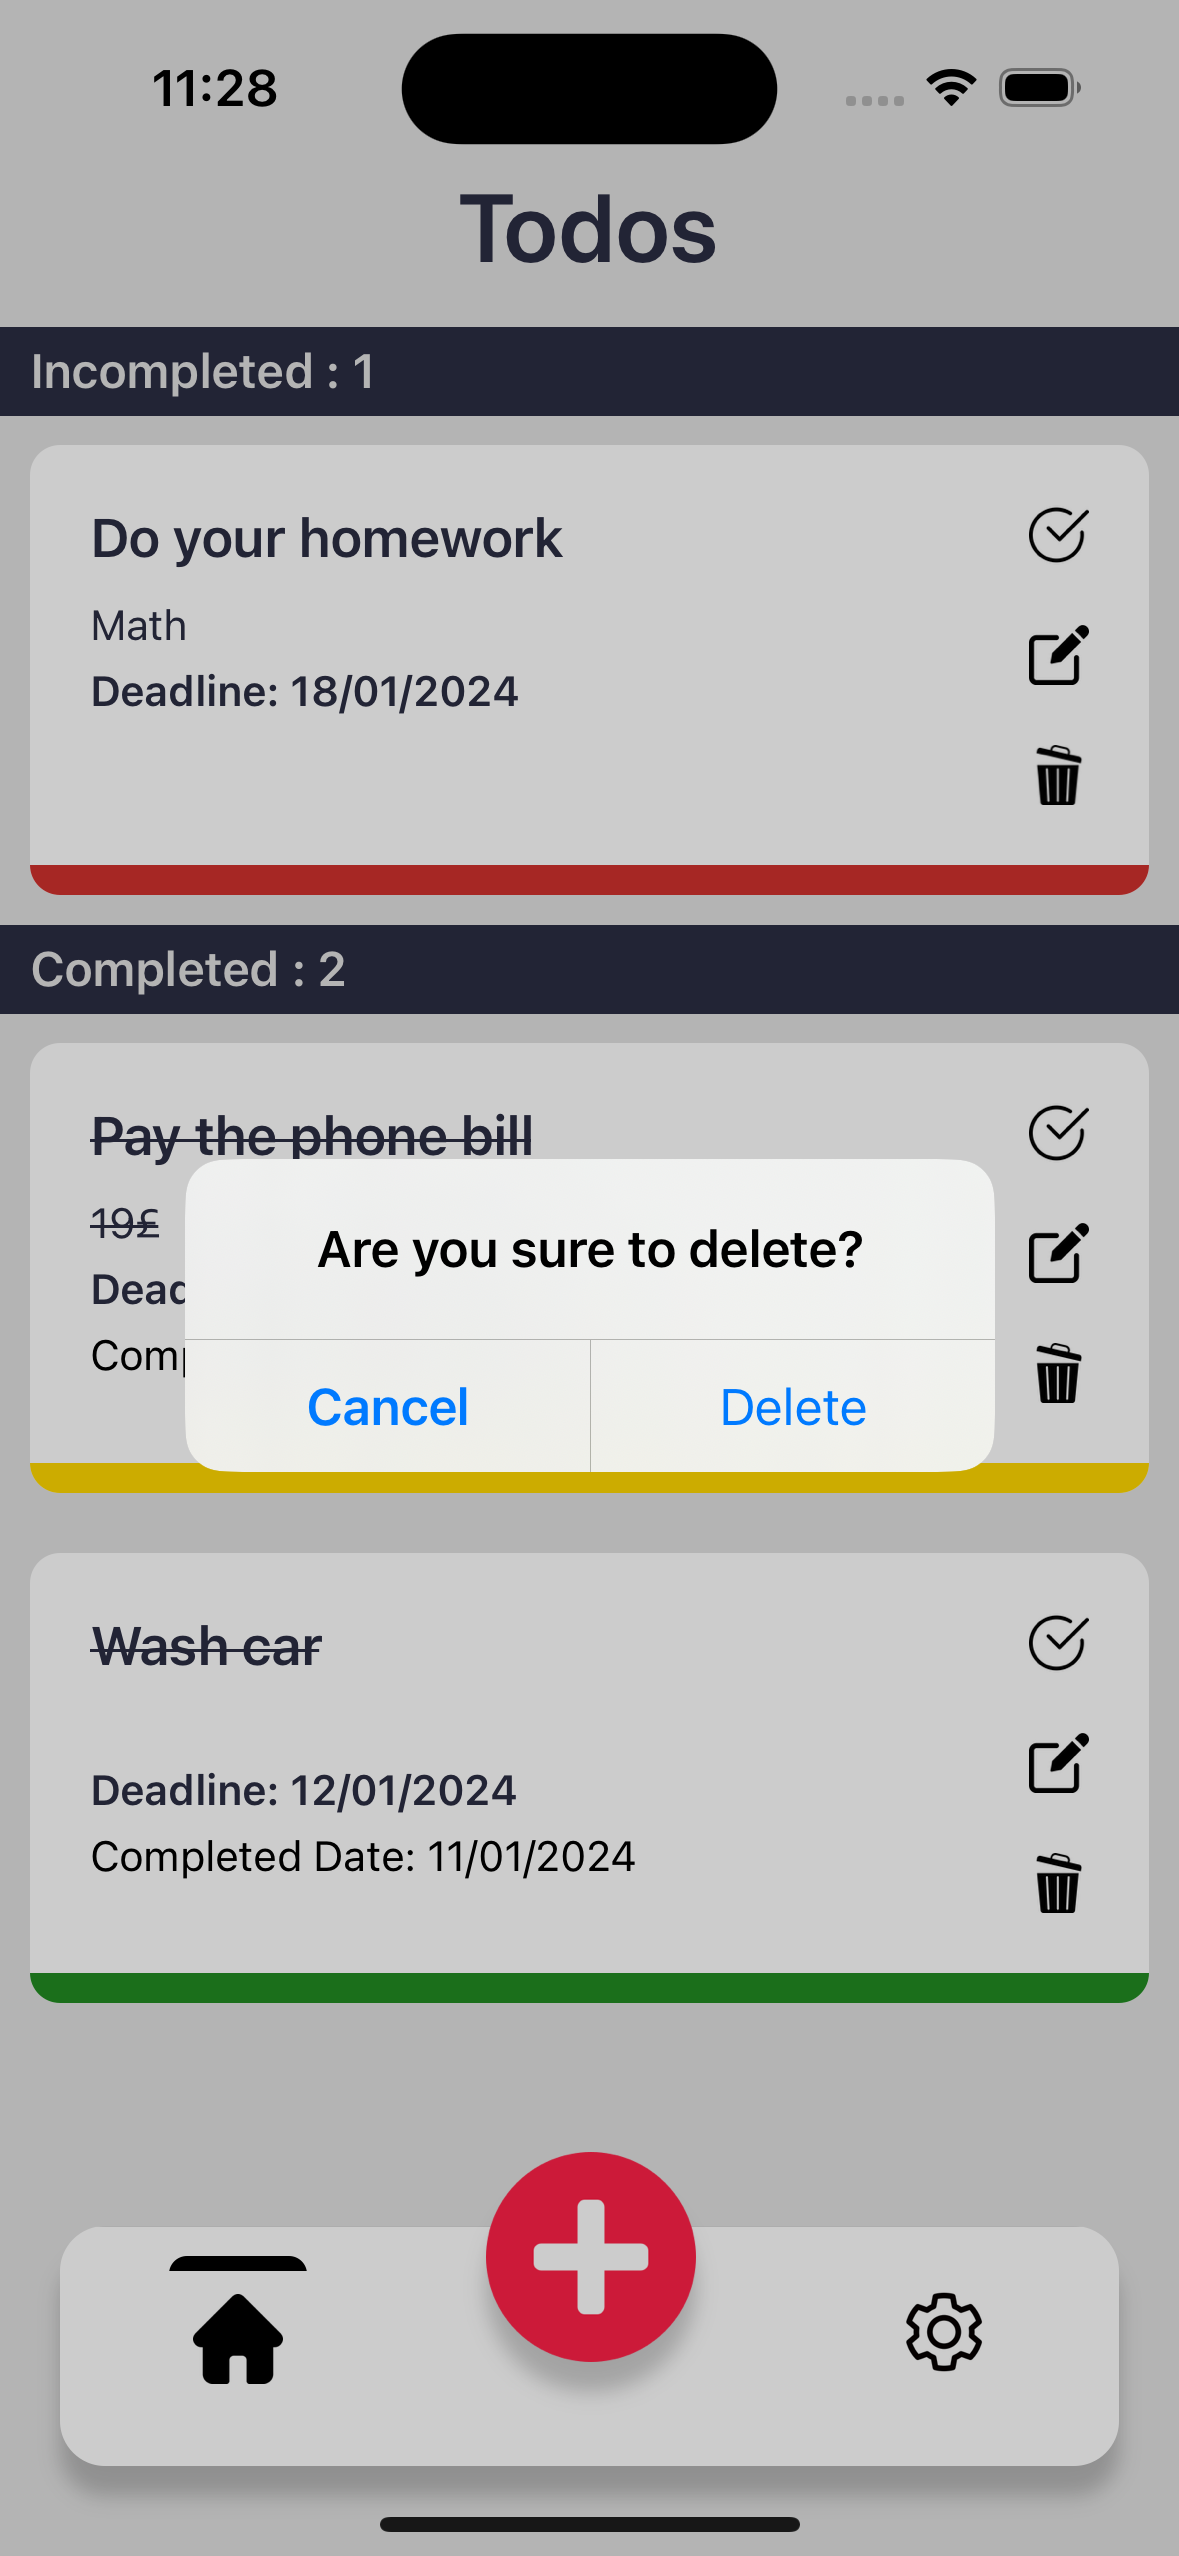 11:28
Todos
Incompleted : 1
Do your homework
Math
Deadline: 18/01/2024
Completed : 2
Pay the phone bill
19£
Are you sure to delete?
Cancel
Delete
Wash car
Deadline: 12/01/2024
Completed Date: 11/01/2024